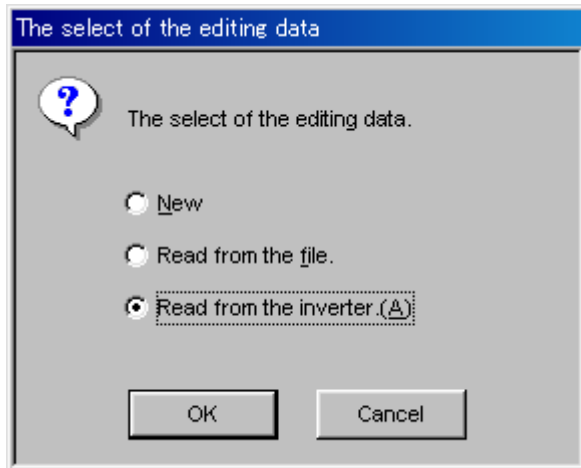 The select of the editing data
?
The select of the editing data.
New
Read from the file.
Read from the inverter.(A)
OK
Cancel